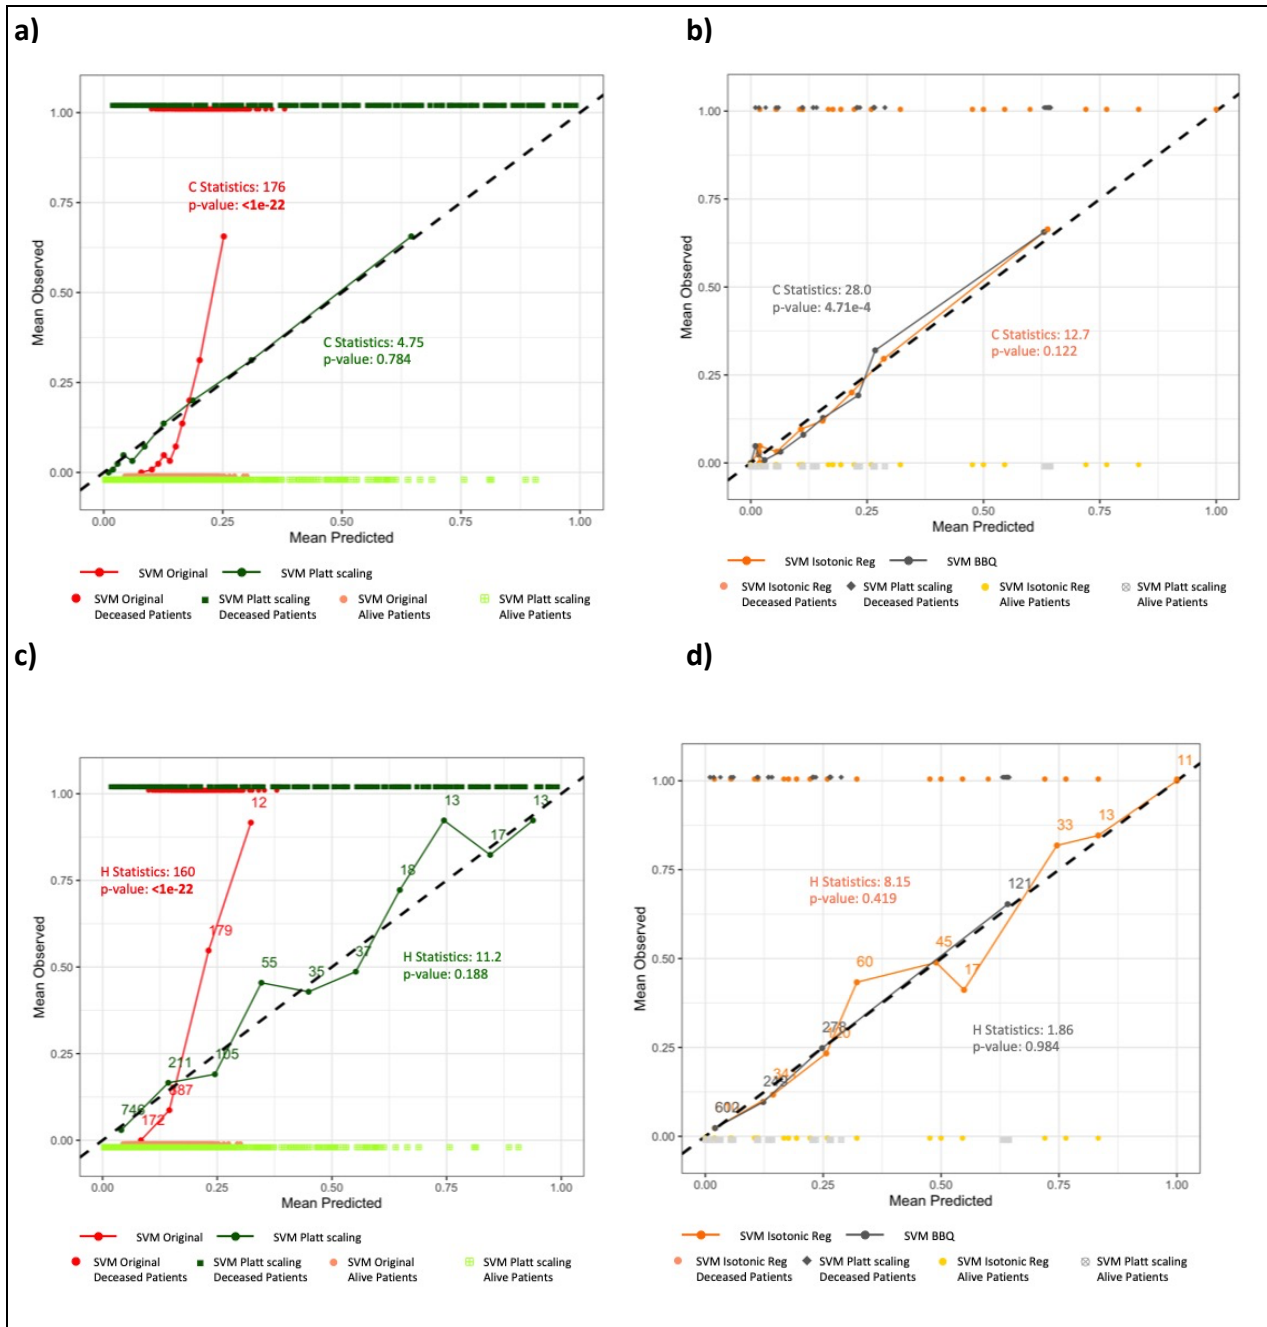 a)
1.00
0.75
0.50
0.25
0.00
Mean Observed
C Statistics: 176
p-value: <1e-22
C Statistics: 4.75
p-value: 0.784
0.00 0.25 0.50 0.75 1.00
Mean Predicted
SVM Original SVM Platt scaling
SVM Original SVM Platt scaling SVM Original SVM Platt scaling
Deceased Patients Deceased Patients Alive Patients Alive Patients
b)
1.00
0.75
0.50
0.25
0.00
Mean Observed
C Statistics: 28.0
p-value: 4.71e-4
C Statistics: 12.7
p-value: 0.122
0.00 0.25 0.50 0.75 1.00
Mean Predicted
SVM Isotonic Reg SVM BBQ
SVM Isotonic Reg SVM Platt scaling SVM Isotonic Reg SVM Platt scaling
Deceased Patients Deceased Patients Alive Patients Alive Patients
c)
1.00
0.75
0.50
0.25
0.00
Mean Observed
12
13
13
17
H Statistics: 160
p-value: <1e-22
18
179
55
35
37
H Statistics: 11.2
p-value: 0.188
211
105
687
746
172
0.00 0.25 0.50 0.75 1.00
Mean Predicted
SVM Original SVM Platt scaling
SVM Original SVM Platt scaling SVM Original SVM Platt scaling
Deceased Patients Deceased Patients Alive Patients Alive Patients
d)
1.00
0.75
0.50
0.25
0.00
Mean Observed
11
13
33
H Statistics: 8.15
p-value: 0.419
121
45
60
17
H Statistics: 1.86
p-value: 0.984
0.00 0.25 0.50 0.75 1.00
Mean Predicted
SVM Isotonic Reg SVM BBQ
SVM Isotonic Reg SVM Platt scaling SVM Isotonic Reg SVM Platt scaling
Deceased Patients Deceased Patients Alive Patients Alive Patients